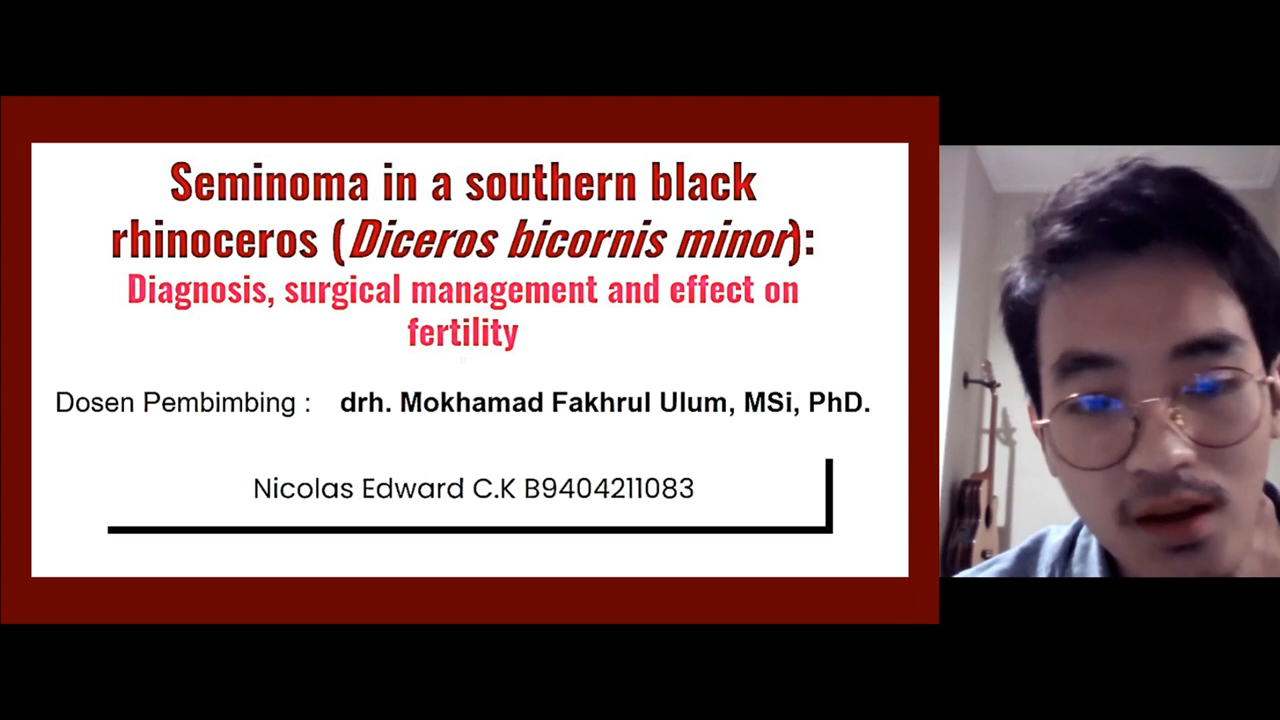 Seminoma in a southern black
rhinoceros (Diceros bicornis minor):
Diagnosis, surgical management and effect on
fertility
Dosen Pembimbing : drh. Mokhamad Fakhrul Ulum, MSi, PhD.
Nicolas Edward C.K B9404211083